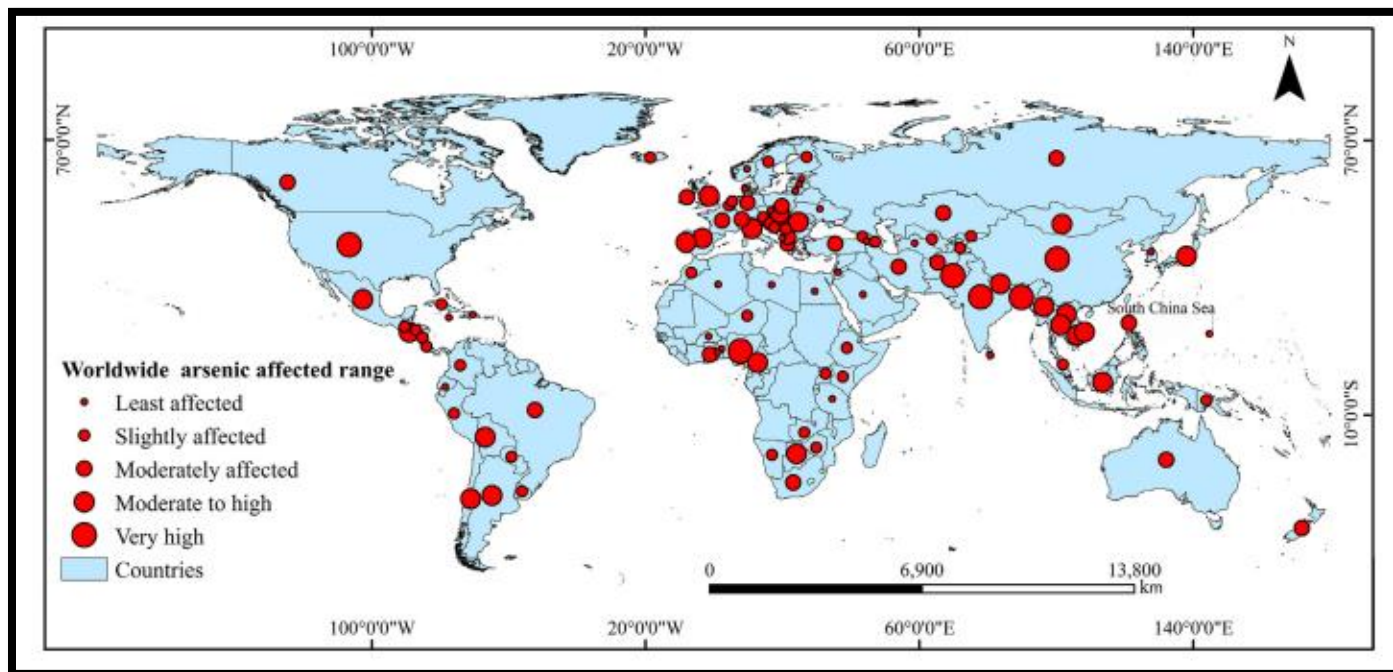 100°0'0"W 20°0'0"W 60°0'0"E 140°0'0"E
N
70°0'0"N
70°0'0"N
South China Sea
Worldwide arsenic affected range
Least affected
Slightly affected
Moderately affected
Moderate to high
Very high
Countries
10°0'0"S
0 6,900 13,800
km
100°0'0"W 20°0'0"W 60°0'0"E 140°0'0"E